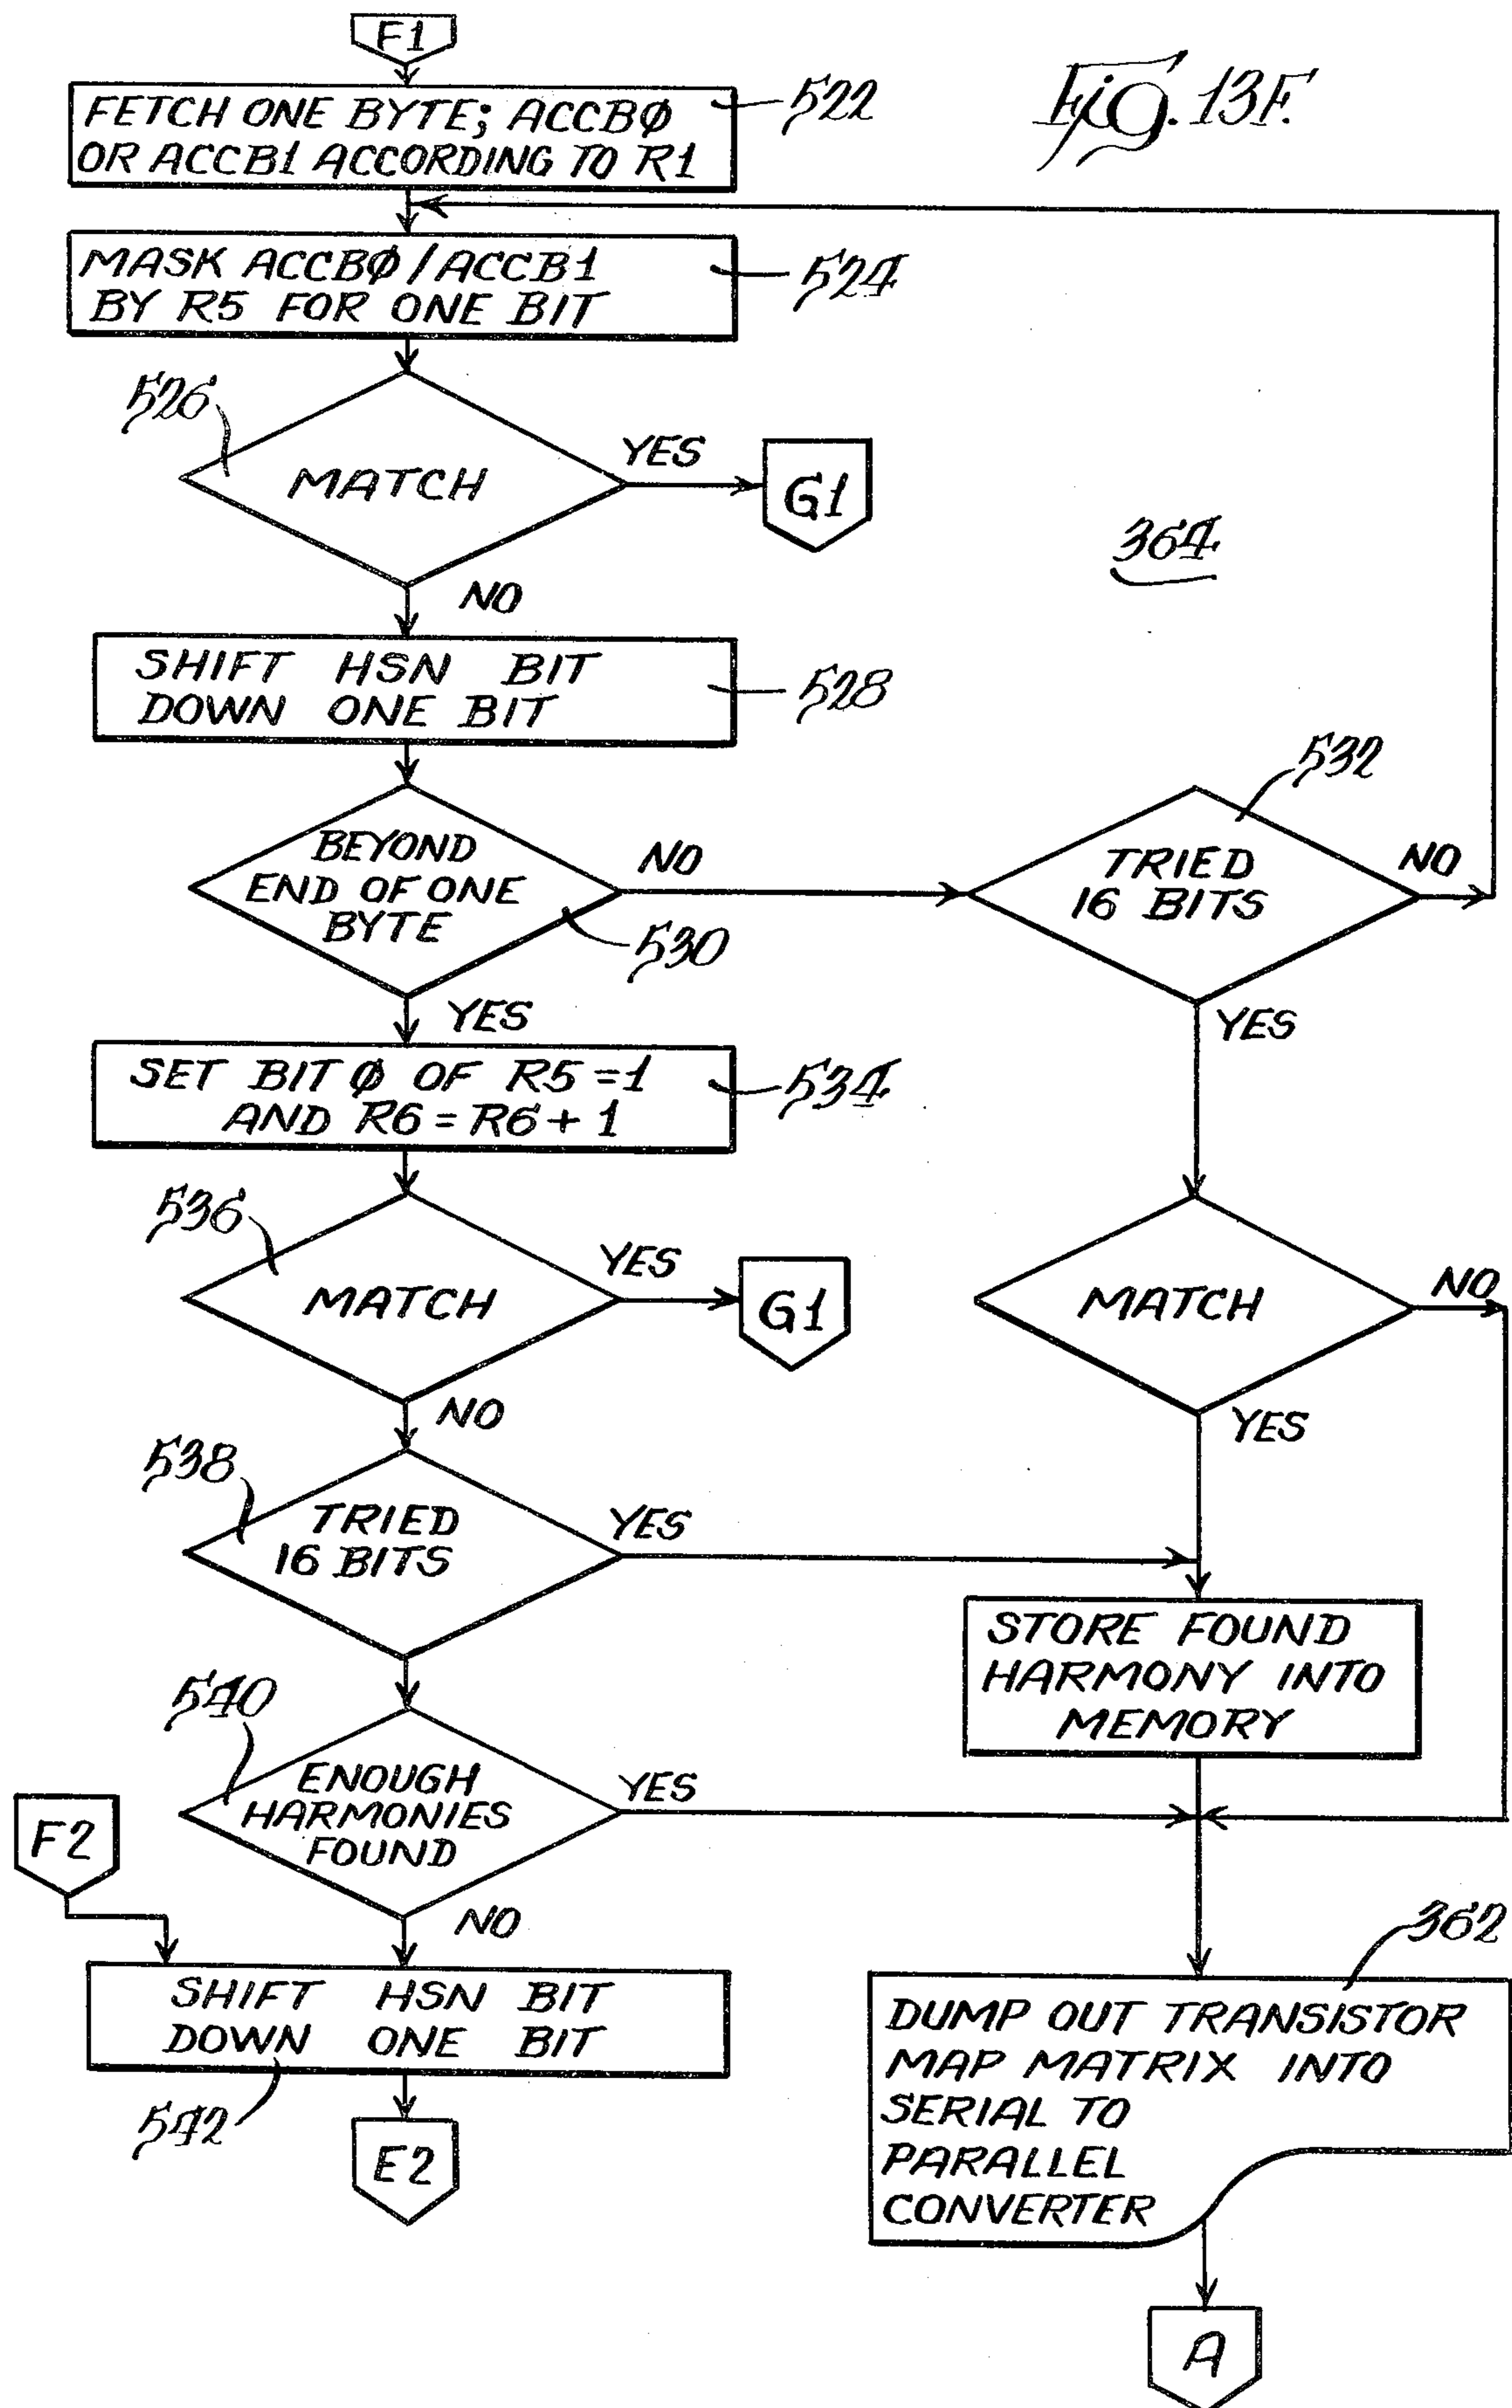 F1
Fig. 13F.
FETCH ONE BYTE; ACCBØ
OR ACCB1 ACCORDING TO R1
522
MASK ACCBØ/ACCB1
BY R5 FOR ONE BIT
524
526
MATCH
YES
G1
NO
364
SHIFT HSN BIT
DOWN ONE BIT
528
532
BEYOND
END OF ONE
BYTE
NO
530
TRIED
16 BITS
NO
YES
YES
SET BIT Ø OF R5=1
AND R6=R6+1
534
536
MATCH
YES
G1
NO
MATCH
NO
YES
538
TRIED
16 BITS
YES
STORE FOUND
HARMONY INTO
MEMORY
540
ENOUGH
HARMONIES
FOUND
YES
F2
NO
SHIFT HSN BIT
DOWN ONE BIT
542
E2
362
DUMP OUT TRANSISTOR
MAP MATRIX INTO
SERIAL TO
PARALLEL
CONVERTER
A